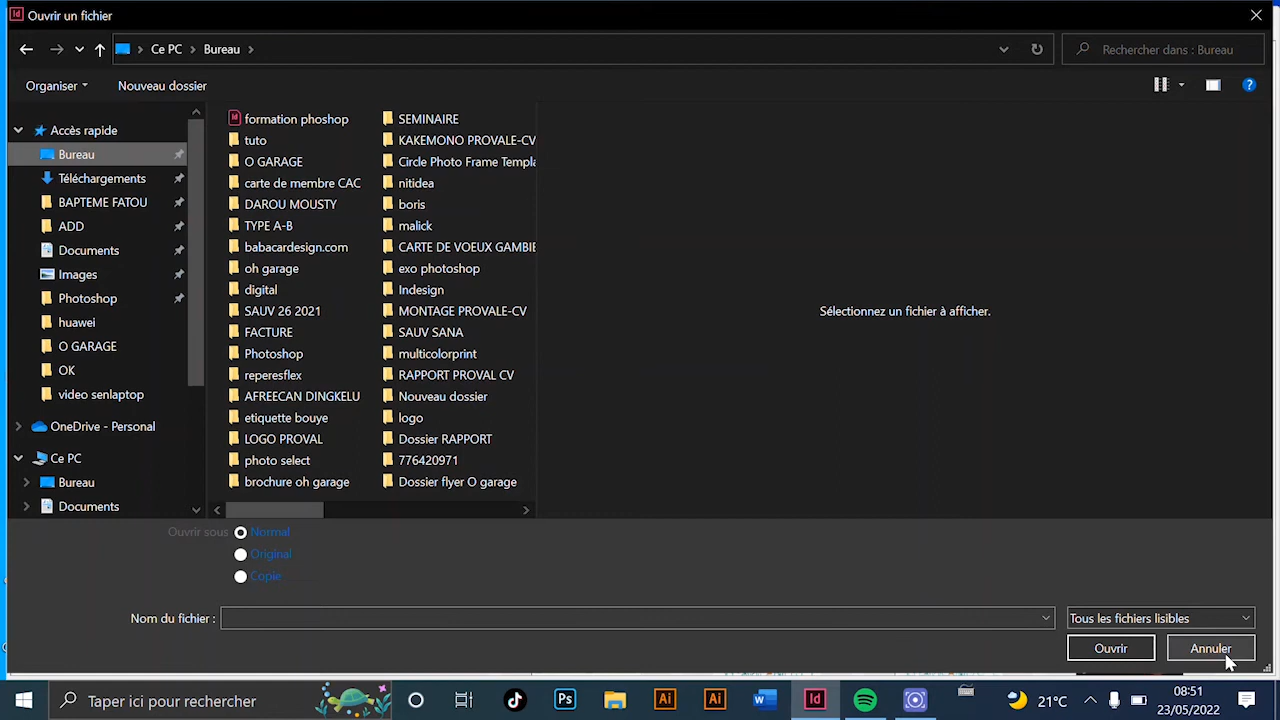 Ouvrir un fichier
Ce PC
Bureau
Rechercher dans : Bureau
Organiser
Nouveau dossier
Accès rapide
Bureau
Téléchargements
BAPTEME FATOU
ADD
Documents
Images
Photoshop
huawei
O GARAGE
OK
video senlaptop
OneDrive - Personal
Ce PC
Bureau
Documents
formation phoshop
tuto
O GARAGE
carte de membre CAC
DAROU MOUSTY
TYPE A-B
babacardesign.com
oh garage
digital
SAUV 26 2021
FACTURE
Photoshop
reperesflex
AFREECAN DINGKELU
etiquette bouye
LOGO PROVAL
photo select
brochure oh garage
SEMINAIRE
KAKEMONO PROVALE-CV
Circle Photo Frame Templa
nitidea
boris
malick
CARTE DE VOEUX GAMBIE
exo photoshop
Indesign
MONTAGE PROVALE-CV
SAUV SANA
multicolorprint
RAPPORT PROVAL CV
Nouveau dossier
logo
Dossier RAPPORT
776420971
Dossier flyer O garage
Sélectionnez un fichier à afficher.
Ouvrir sous
Normal
Original
Copie
Nom du fichier :
Tous les fichiers lisibles
Ouvrir
Annuler
Taper ici pour rechercher
Ps
Ai
Ai
Id
21°C
08:51
23/05/2022